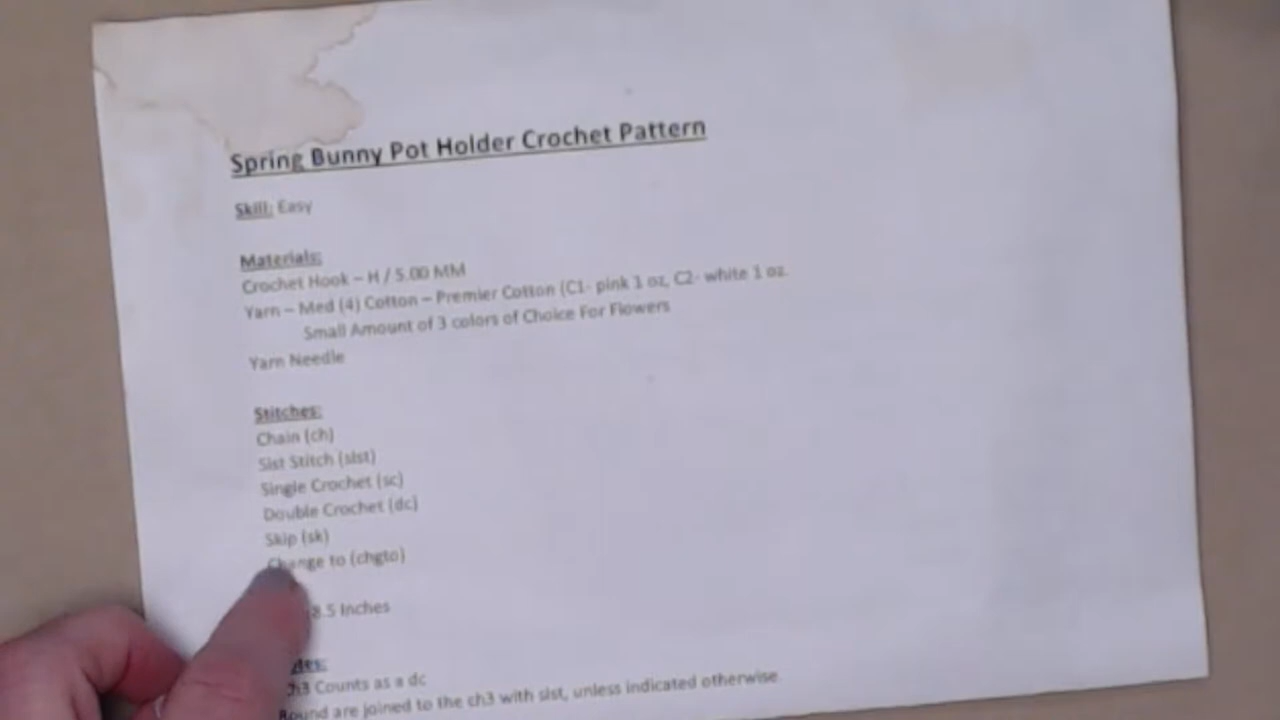 Spring Bunny Pot Holder Crochet Pattern
Skill: Easy
Materials:
Crochet Hook – H / 5.00 MM
Yarn – Med (4) Cotton – Premier Cotton (C1- pink 1 oz, C2- white 1 oz.
Small Amount of 3 colors of Choice For Flowers
Yarn Needle
Stitches:
Chain (ch)
Slst Stitch (slst)
Single Crochet (sc)
Double Crochet (dc)
Skip (sk)
Change to (chgto)
8.5 Inches
Ch3 Counts as a dc
Round are joined to the ch3 with slst, unless indicated otherwise.